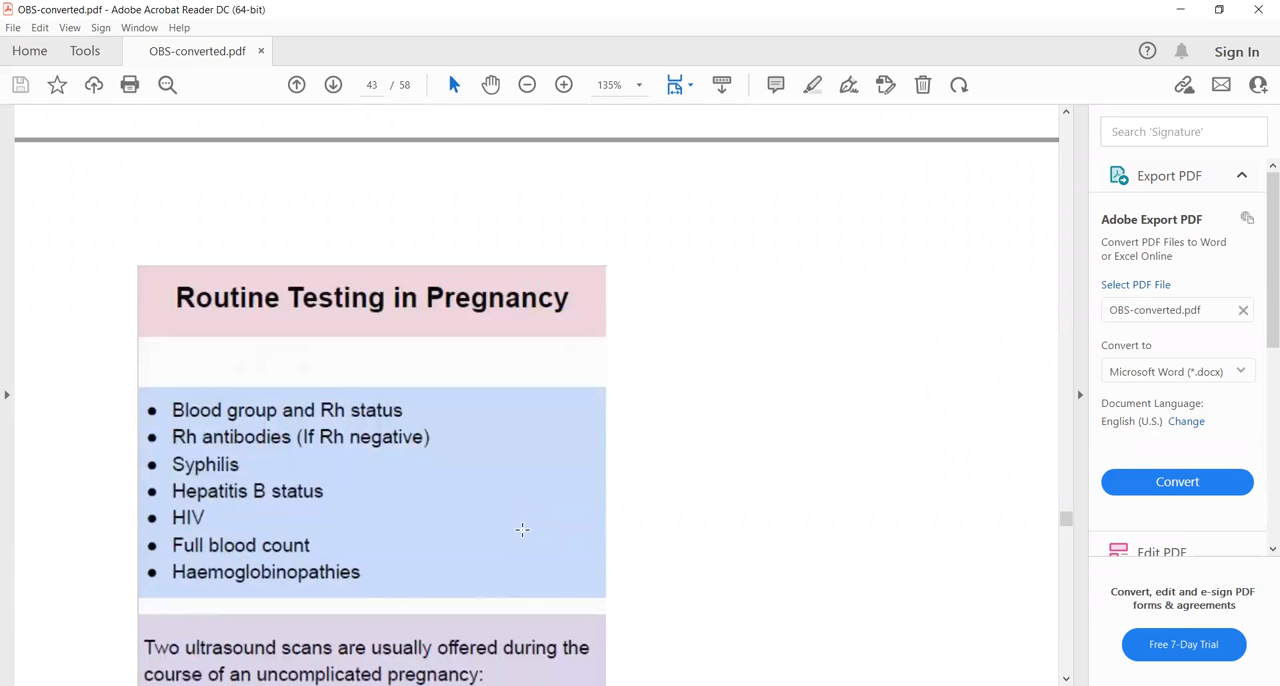 OBS-converted.pdf - Adobe Acrobat Reader DC (64-bit)
File Edit View Sign Window Help
Home Tools OBS-converted.pdf × Sign In
43 / 58 135%
Search 'Signature'
Export PDF
Adobe Export PDF
Convert PDF Files to Word
or Excel Online
Select PDF File
OBS-converted.pdf
Convert to
Microsoft Word (*.docx)
Document Language:
English (U.S.) Change
Convert
Edit PDF
Convert, edit and e-sign PDF
forms & agreements
Free 7-Day Trial
Routine Testing in Pregnancy
• Blood group and Rh status
• Rh antibodies (If Rh negative)
• Syphilis
• Hepatitis B status
• HIV
• Full blood count
• Haemoglobinopathies
Two ultrasound scans are usually offered during the
course of an uncomplicated pregnancy: